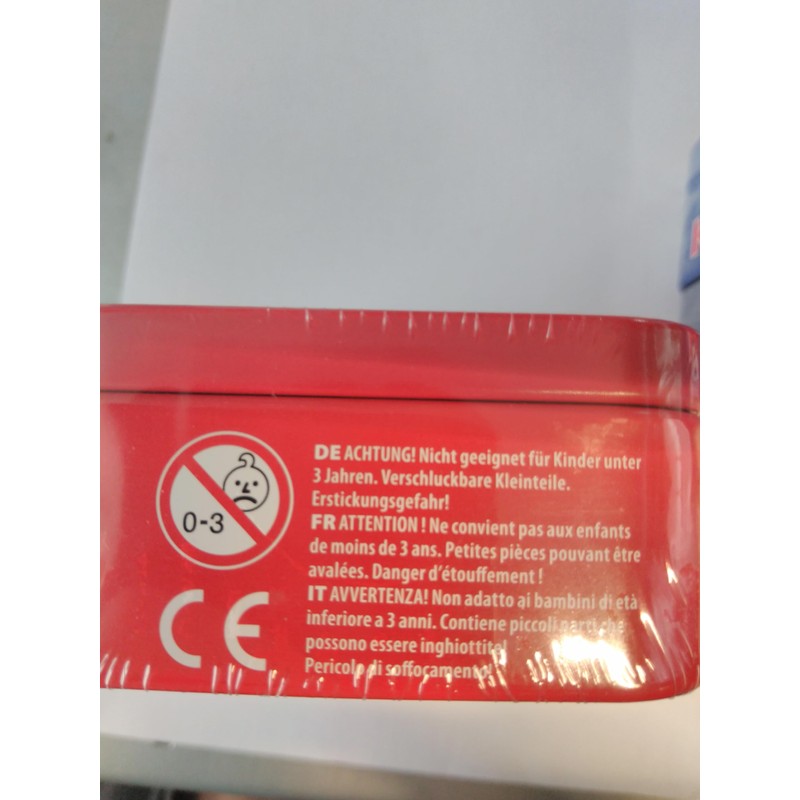 DE ACHTUNG! Nicht geeignet für Kinder unter
3 Jahren. Verschluckbare Kleinteile.
Erstickungsgefahr!
FR ATTENTION ! Ne convient pas aux enfants
de moins de 3 ans. Petites pièces pouvant être
avalées. Danger d'étouffement !
IT AVVERTENZA! Non adatto ai bambini di età
inferiore a 3 anni. Contiene piccoli parti che
possono essere inghiottite
Pericolo di soffocamento
0-3
CE